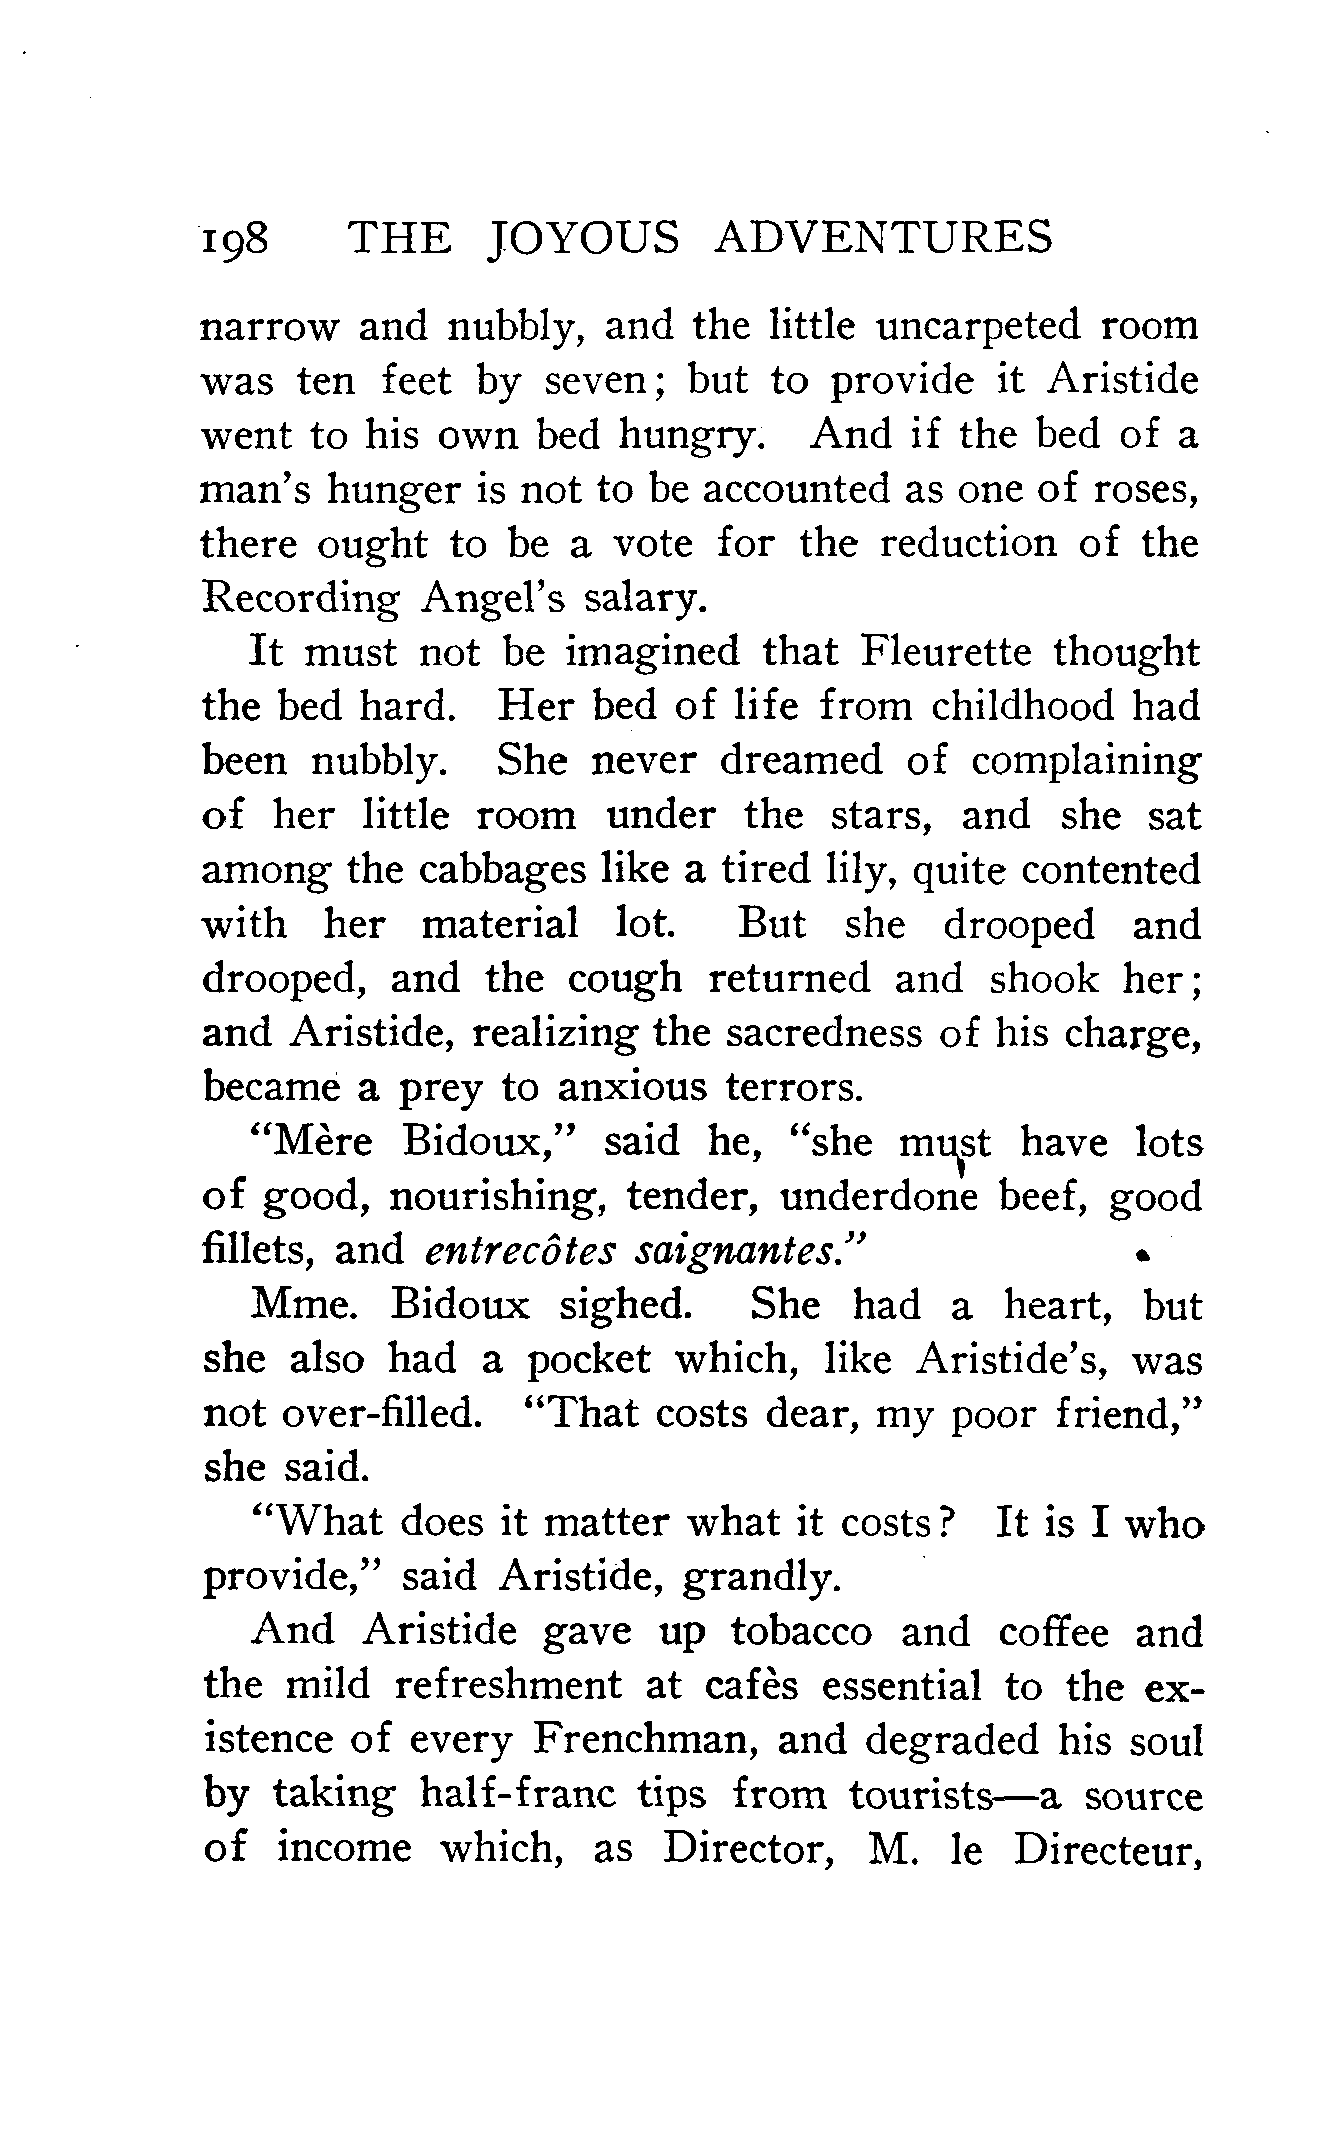 198 THE JOYOUS ADVENTURES
narrow and nubbly, and the little uncarpeted room
was ten feet by seven; but to provide it Aristide
went to his own bed hungry. And if the bed of a
man's hunger is not to be accounted as one of roses,
there ought to be a vote for the reduction of the
Recording Angel's salary.
It must not be imagined that Fleurette thought
the bed hard. Her bed of life from childhood had
been nubbly. She never dreamed of complaining
of her little room under the stars, and she sat
among the cabbages like a tired lily, quite contented
with her material lot. But she drooped and
drooped, and the cough returned and shook her;
and Aristide, realizing the sacredness of his charge,
became a prey to anxious terrors.
"Mère Bidoux," said he, "she must have lots
of good, nourishing, tender, underdone beef, good
fillets, and entrecôtes saignantes."
Mme. Bidoux sighed. She had a heart, but
she also had a pocket which, like Aristide's, was
not over-filled. "That costs dear, my poor friend,"
she said.
"What does it matter what it costs? It is I who
provide," said Aristide, grandly.
And Aristide gave up tobacco and coffee and
the mild refreshment at cafès essential to the ex-
istence of every Frenchman, and degraded his soul
by taking half-franc tips from tourists—a source
of income which, as Director, M. le Directeur,